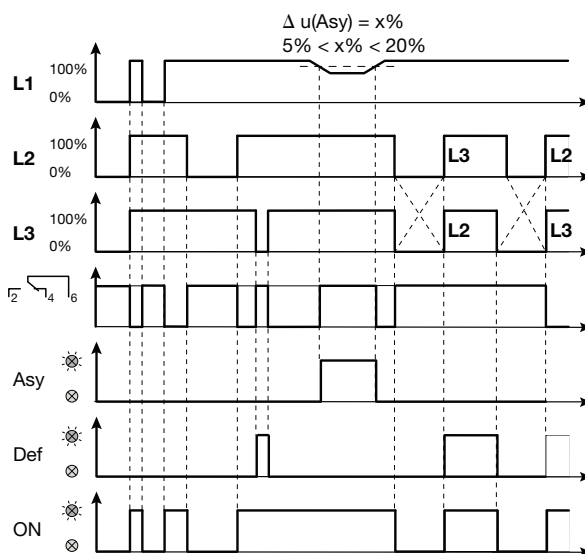 Δ u(Asy) = x%
5% < x% < 20%
L1
100%
0%
L2
100%
0%
L3
L2
L3
100%
0%
L2
L3
2 4 6
Asy
Def
ON